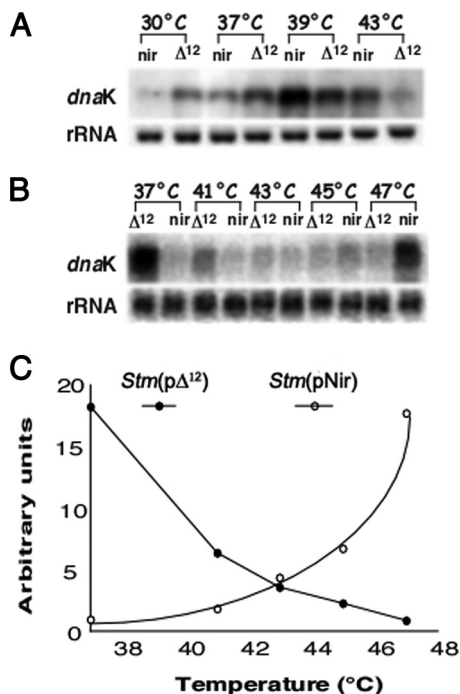 A
30°C 37°C 39°C 43°C
nir Δ¹² nir Δ¹² nir Δ¹² nir Δ¹²
dnaK
rRNA
B
37°C 41°C 43°C 45°C 47°C
Δ¹² nir Δ¹² nir Δ¹² nir Δ¹² nir Δ¹² nir
dnaK
rRNA
C
Stm(pΔ¹²) Stm(pNir)
Arbitrary units
20
15
10
5
0
38 40 42 44 46 48
Temperature (°C)